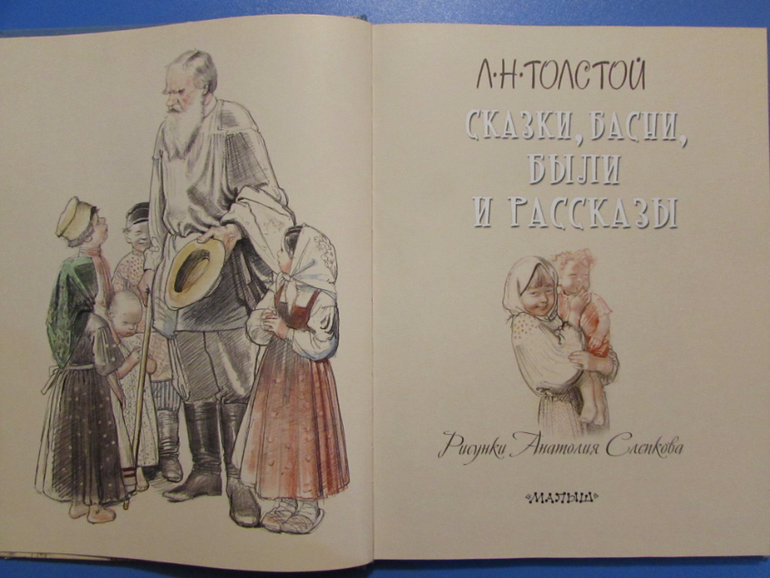 Л·Н·ТОЛСТОЙ
СКАЗКИ, БАСНИ,
БЫЛИ
И РАССКАЗЫ
Рисунки Анатолия Слепкова
·МАЛЫШ·